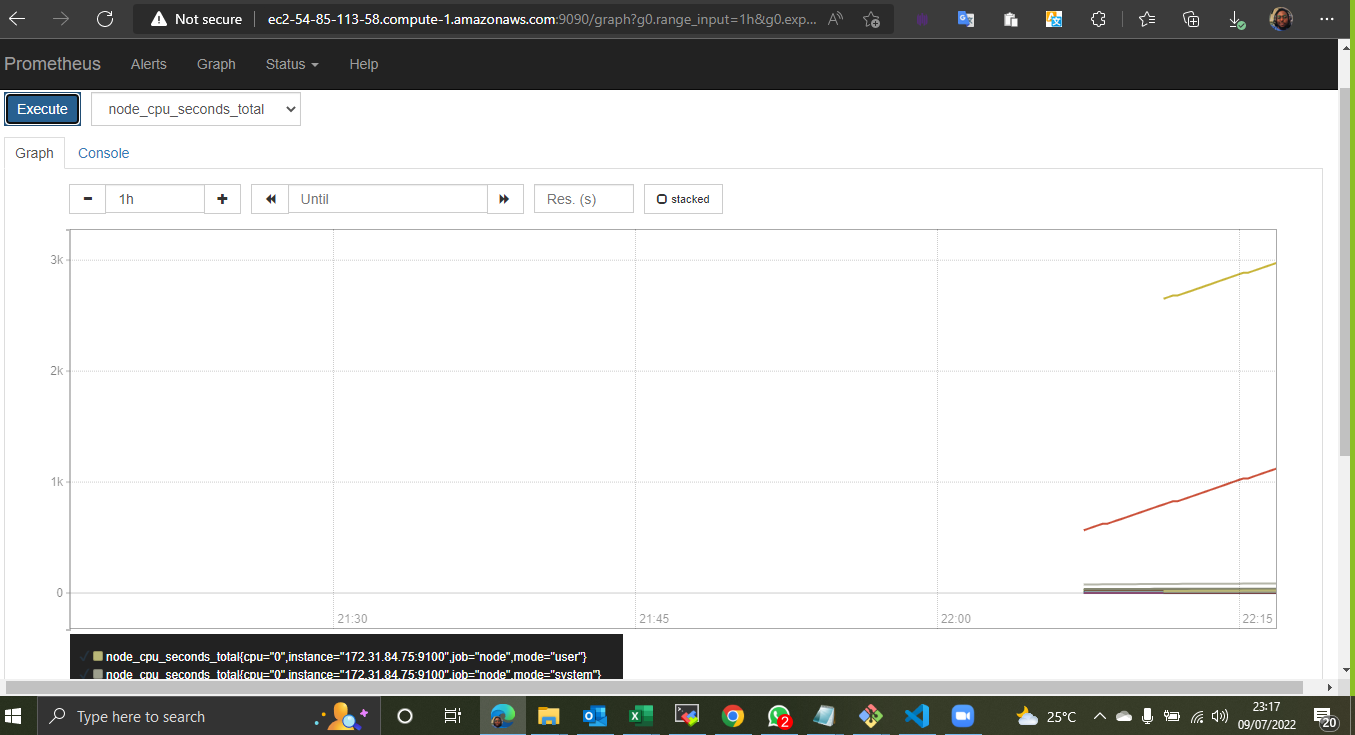 Not secure ec2-54-85-113-58.compute-1.amazonaws.com:9090/graph?g0.range_input=1h&g0.exp...
Prometheus Alerts Graph Status Help
Execute node_cpu_seconds_total
Graph Console
1h Until Res. (s) stacked
3k
2k
1k
0
21:30 21:45 22:00 22:15
node_cpu_seconds_total{cpu="0",instance="172.31.84.75:9100",job="node",mode="user"}
node_cpu_seconds_total{cpu="0",instance="172.31.84.75:9100",job="node",mode="system"}
Type here to search 2 25°C 23:17
09/07/2022 20